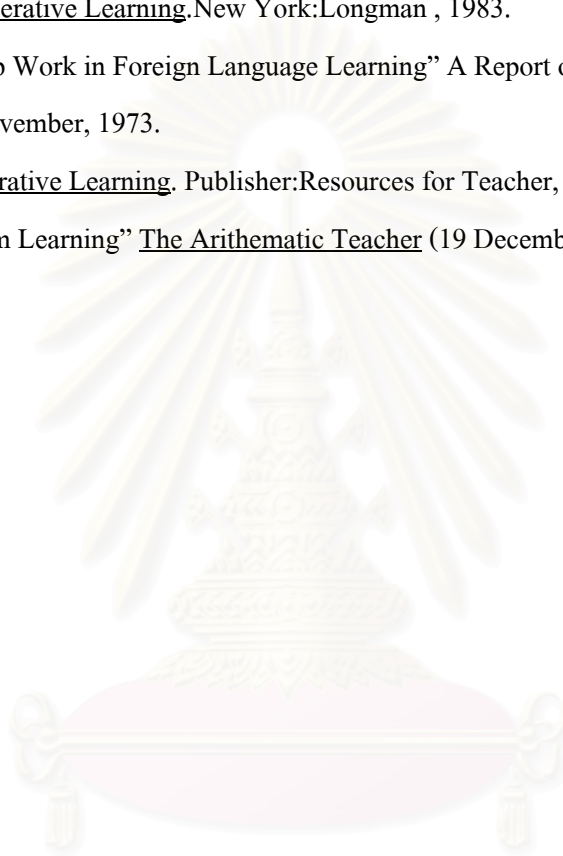 erative Learning.New York:Longman , 1983.
p Work in Foreign Language Learning” A Report o
vember, 1973.
rative Learning. Publisher:Resources for Teacher,
m Learning” The Arithematic Teacher (19 Decemb